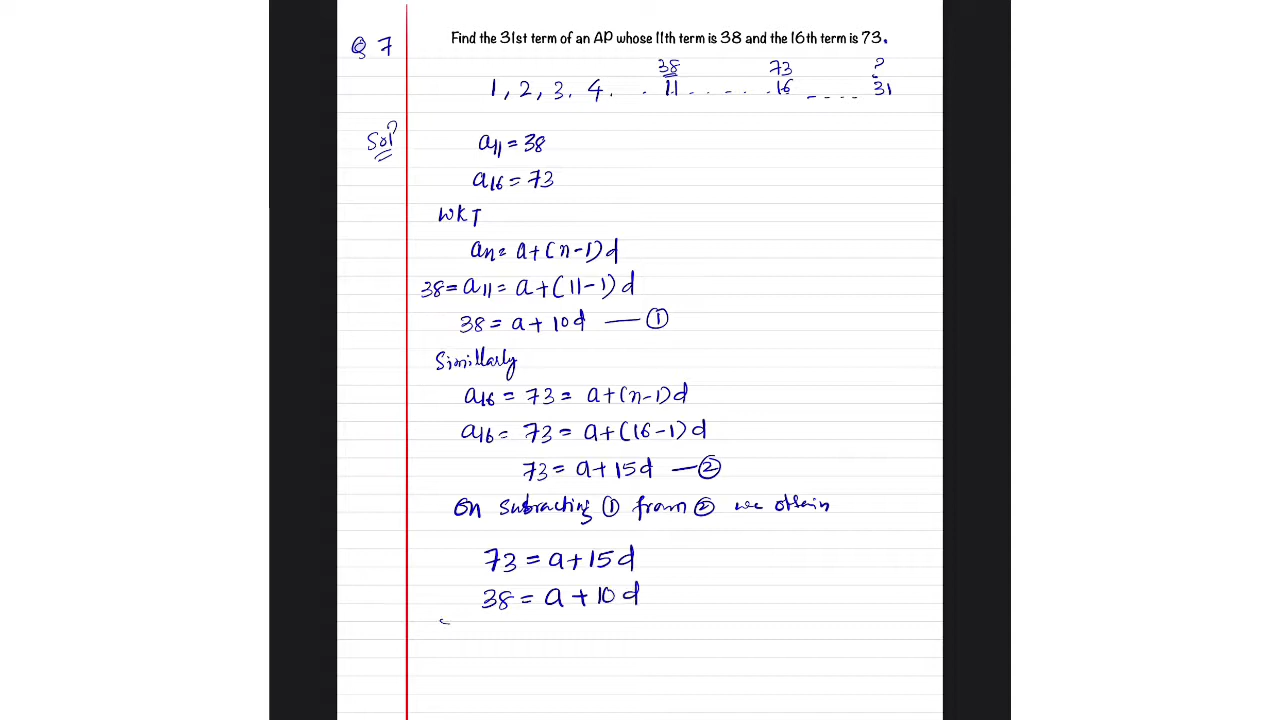 Q 7
Find the 31st term of an AP whose 11th term is 38 and the 16th term is 73.
38 73 ?
1, 2, 3. 4. . . 11 . . . . . 16 . . . . . 31
Sol?
a11 = 38
a16 = 73
WKT
an = a+(n-1)d
38 = a11 = a+(11-1)d
38 = a+10d — ①
Simillarly
a16 = 73 = a+(n-1)d
a16 = 73 = a+(16-1)d
73 = a+15d — ②
On subracting ① from ② we obtain
73 = a+15d
38 = a+10d